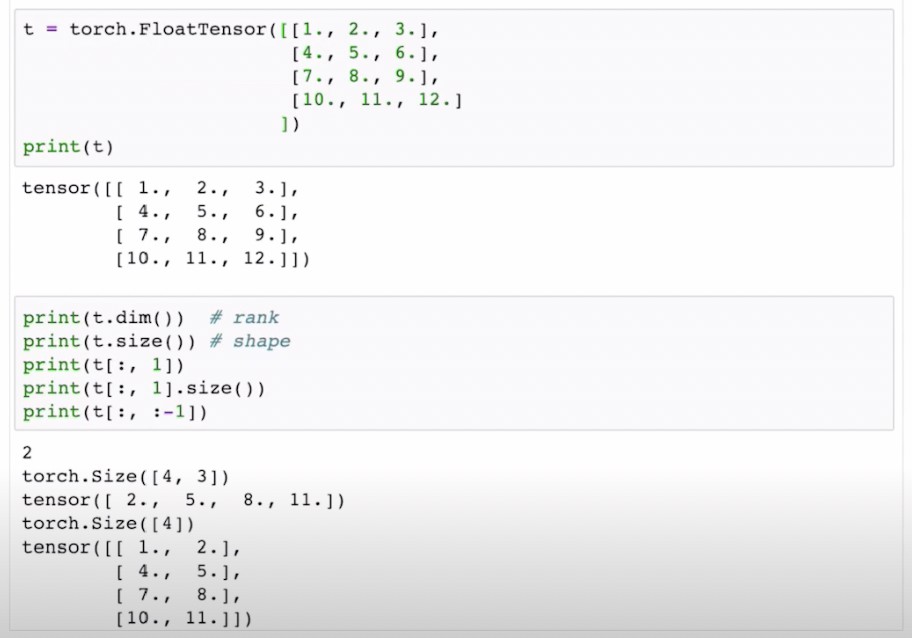 t = torch.FloatTensor([[1., 2., 3.],
                       [4., 5., 6.],
                       [7., 8., 9.],
                       [10., 11., 12.]
                      ])
print(t)
tensor([[ 1.,  2.,  3.],
        [ 4.,  5.,  6.],
        [ 7.,  8.,  9.],
        [10., 11., 12.]])
print(t.dim())  # rank
print(t.size()) # shape
print(t[:, 1])
print(t[:, 1].size())
print(t[:, :-1])
2
torch.Size([4, 3])
tensor([ 2.,  5.,  8., 11.])
torch.Size([4])
tensor([[ 1.,  2.],
        [ 4.,  5.],
        [ 7.,  8.],
        [10., 11.]])